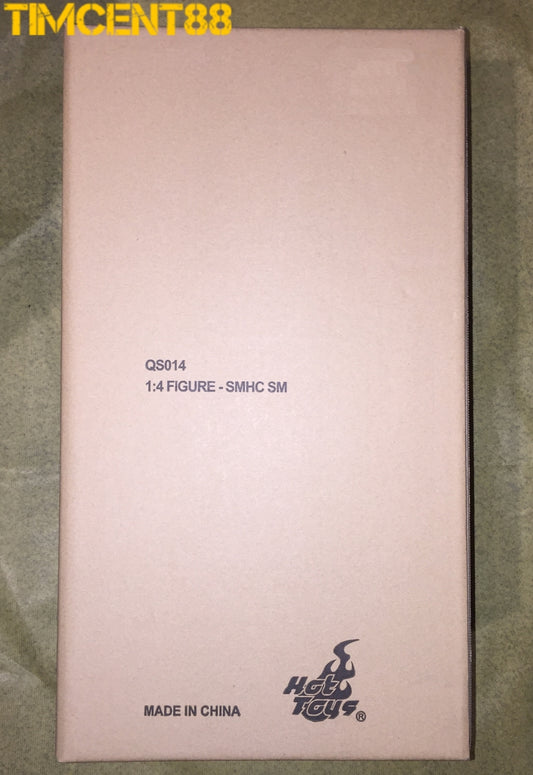 TIMCENT88
QS014
1:4 FIGURE - SMHC SM
MADE IN CHINA
Hot
Toys®